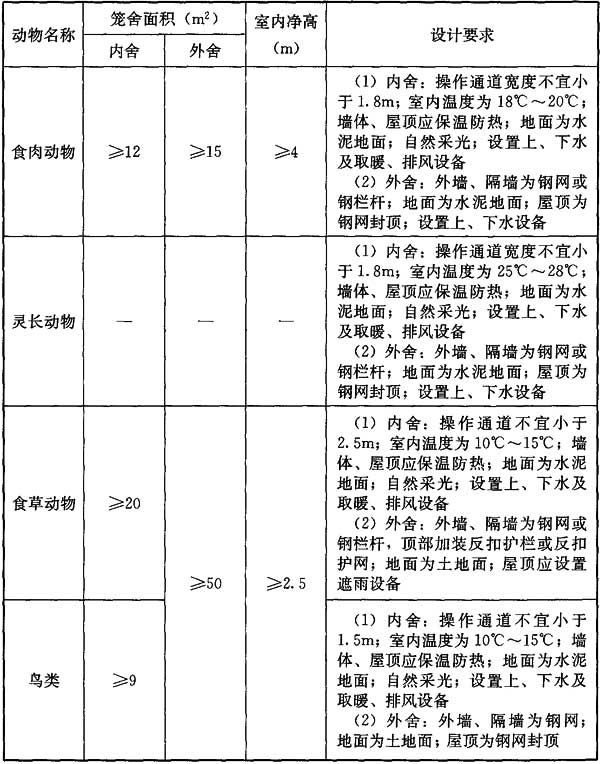 动物名称
笼舍面积（m²）
内舍
外舍
室内净高
（m）
设计要求
食肉动物
≥12
≥15
≥4
（1）内舍：操作通道宽度不宜小
于1.8m；室内温度为18℃～20℃；
墙体、屋顶应保温防热；地面为水
泥地面；自然采光；设置上、下水
及取暖、排风设备
（2）外舍：外墙、隔墙为钢网或
钢栏杆；地面为水泥地面；屋顶为
钢网封顶；设置上、下水设备
灵长动物
—
—
—
（1）内舍：操作通道宽度不宜小
于1.8m；室内温度为25℃～28℃；
墙体、屋顶应保温防热；地面为水
泥地面；自然采光；设置上、下水
及取暖、排风设备
（2）外舍：外墙、隔墙为钢网或
钢栏杆；地面为水泥地面；屋顶为
钢网封顶；设置上、下水设备
食草动物
≥20
≥50
≥2.5
（1）内舍：操作通道不宜小于
2.5m；室内温度为10℃～15℃；墙
体、屋顶应保温防热；地面为水泥
地面；自然采光；设置上、下水及
取暖、排风设备
（2）外舍：外墙、隔墙为钢网或
钢栏杆，顶部加装反扣护栏或反扣
护网；地面为土地面；屋顶应设置
遮雨设备
鸟类
≥9
（1）内舍：操作通道不宜小于
1.5m；室内温度为10℃～15℃；墙
体、屋顶应保温防热；地面为水泥
地面；自然采光；设置上、下水及
取暖、排风设备
（2）外舍：外墙、隔墙为钢网；
地面为土地面；屋顶为钢网封顶